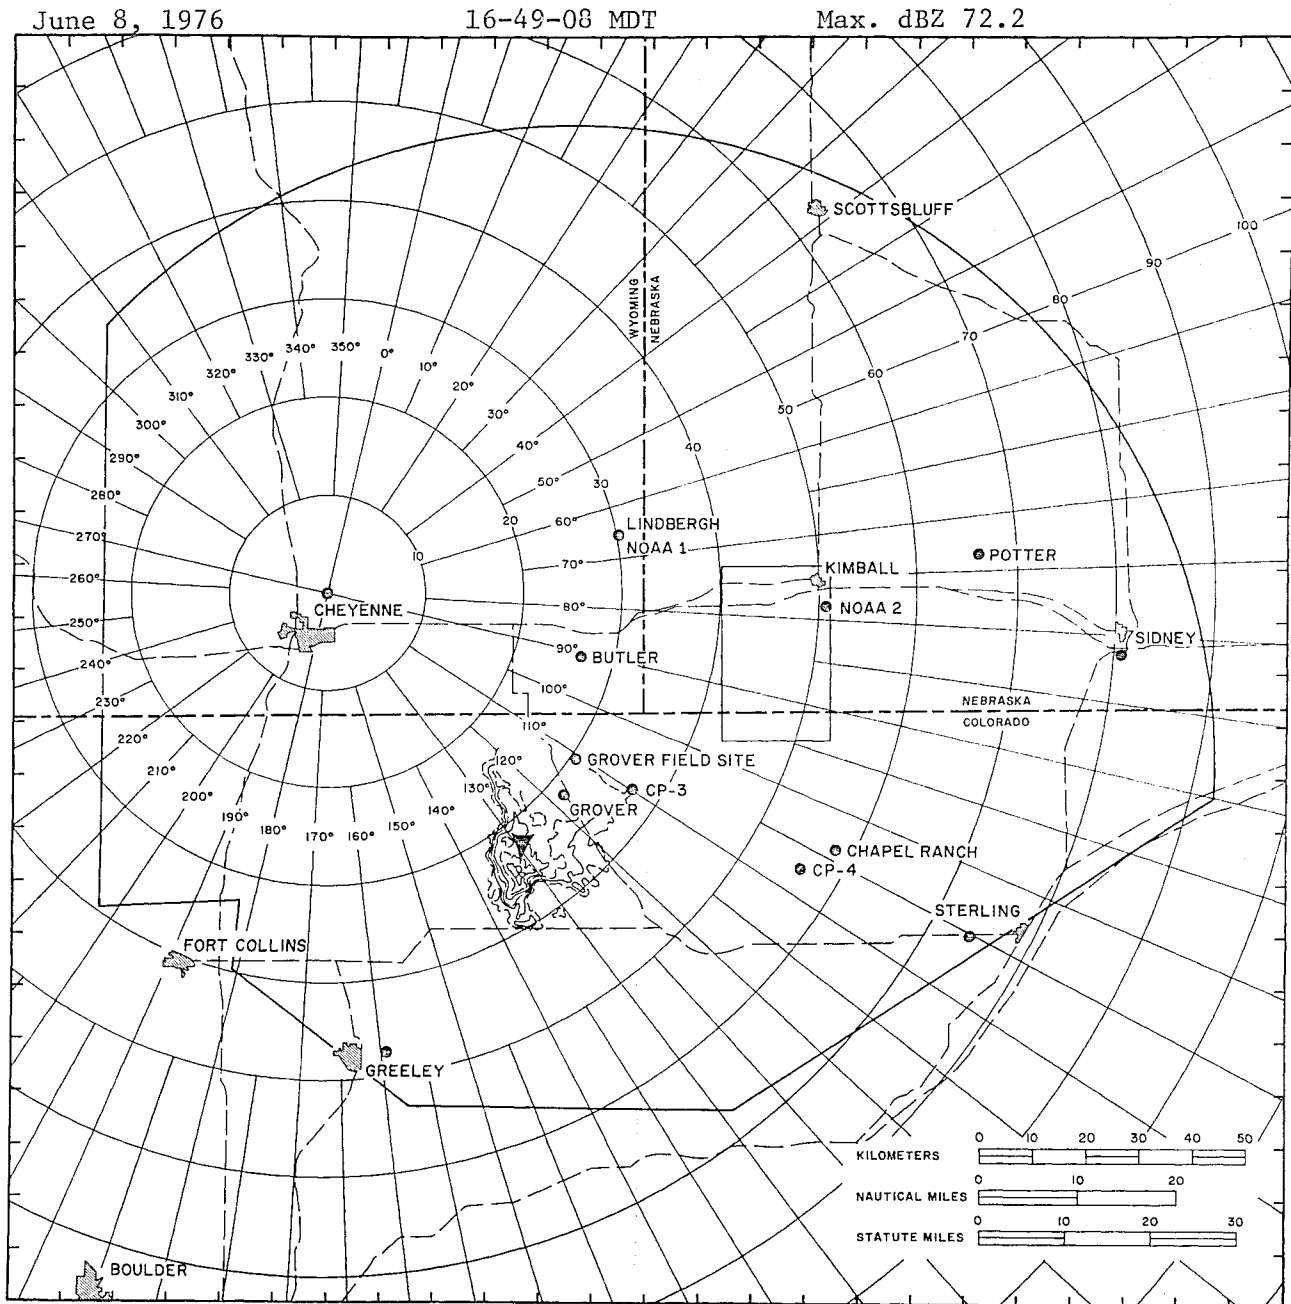 June 8, 1976 16-49-08 MDT Max. dBZ 72.2
SCOTTSBLUFF
100
90
80
70
60
50
40
30
20
10
WYOMING
NEBRASKA
330° 340° 350° 0° 10° 20° 30° 40° 50° 60° 70° 80° 90° 100° 110° 120° 130° 140° 150° 160° 170° 180° 190° 200° 210° 220° 230° 240° 250° 260° 270° 280° 290° 300° 310° 320°
LINDBERGH
NOAA 1
POTTER
KIMBALL
NOAA 2
CHEYENNE
SIDNEY
BUTLER
NEBRASKA
COLORADO
GROVER FIELD SITE
CP-3
GROVER
CHAPEL RANCH
CP-4
STERLING
FORT COLLINS
GREELEY
BOULDER
0 10 20 30 40 50
KILOMETERS
0 10 20
NAUTICAL MILES
0 10 20 30
STATUTE MILES